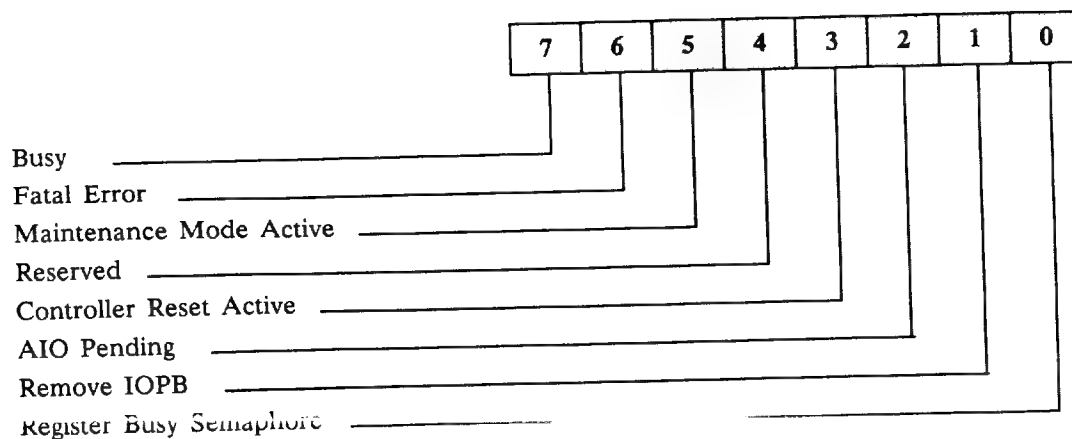 7 6 5 4 3 2 1 0
Busy
Fatal Error
Maintenance Mode Active
Reserved
Controller Reset Active
AIO Pending
Remove IOPB
Register Busy Semaphore